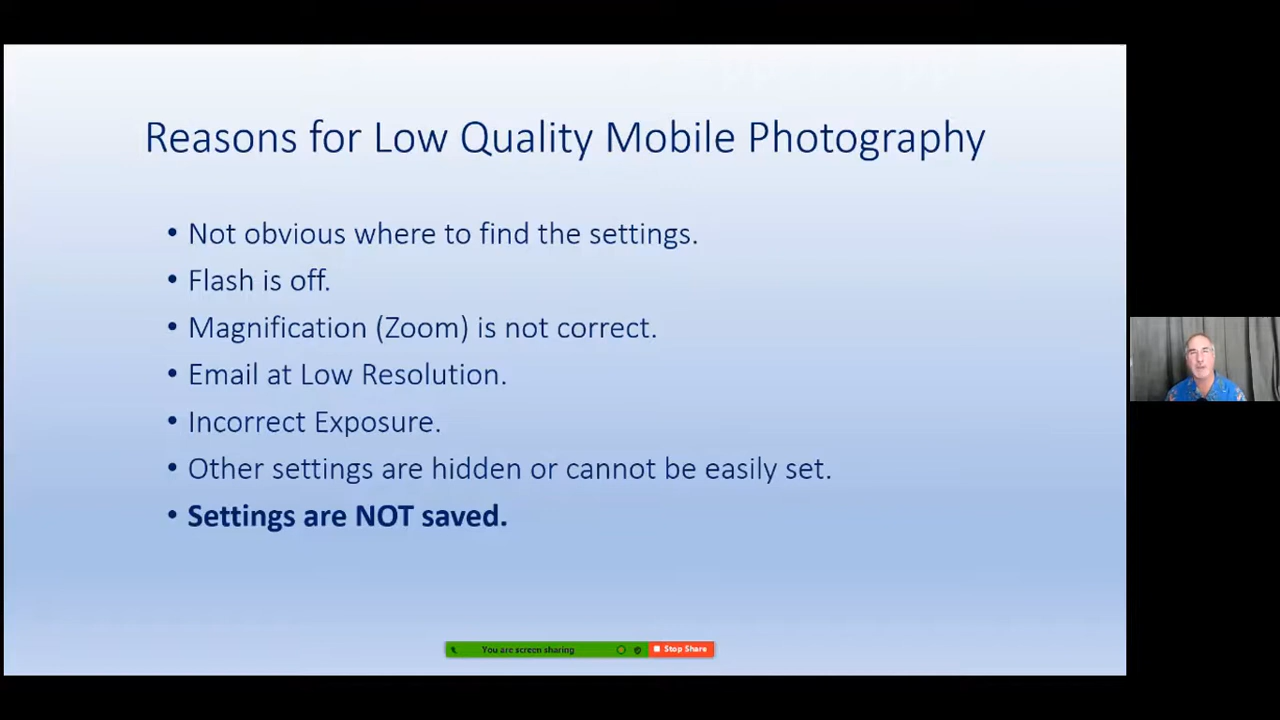 Reasons for Low Quality Mobile Photography
• Not obvious where to find the settings.
• Flash is off.
• Magnification (Zoom) is not correct.
• Email at Low Resolution.
• Incorrect Exposure.
• Other settings are hidden or cannot be easily set.
• Settings are NOT saved.
You are screen sharing Stop Share